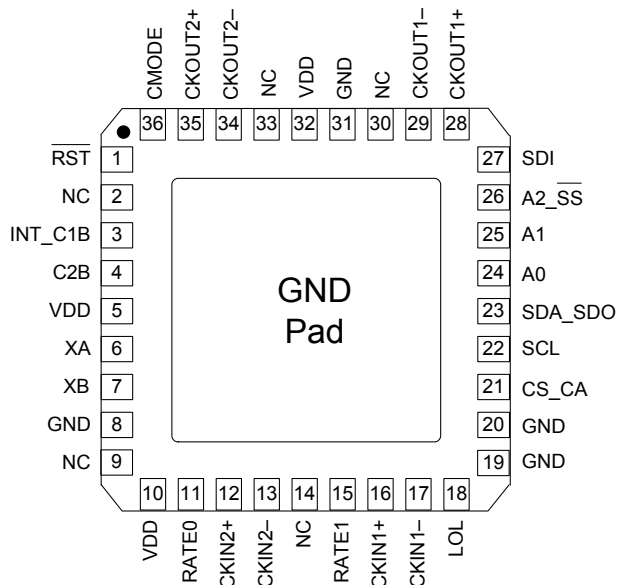 CMODE
CKOUT2+
CKOUT2–
NC
VDD
GND
NC
CKOUT1–
CKOUT1+
36 35 34 33 32 31 30 29 28
RST 1
NC 2
INT_C1B 3
C2B 4
VDD 5
XA 6
XB 7
GND 8
NC 9
GND
Pad
27 SDI
26 A2_SS
25 A1
24 A0
23 SDA_SDO
22 SCL
21 CS_CA
20 GND
19 GND
10 11 12 13 14 15 16 17 18
VDD
RATE0
CKIN2+
CKIN2–
NC
RATE1
CKIN1+
CKIN1–
LOL